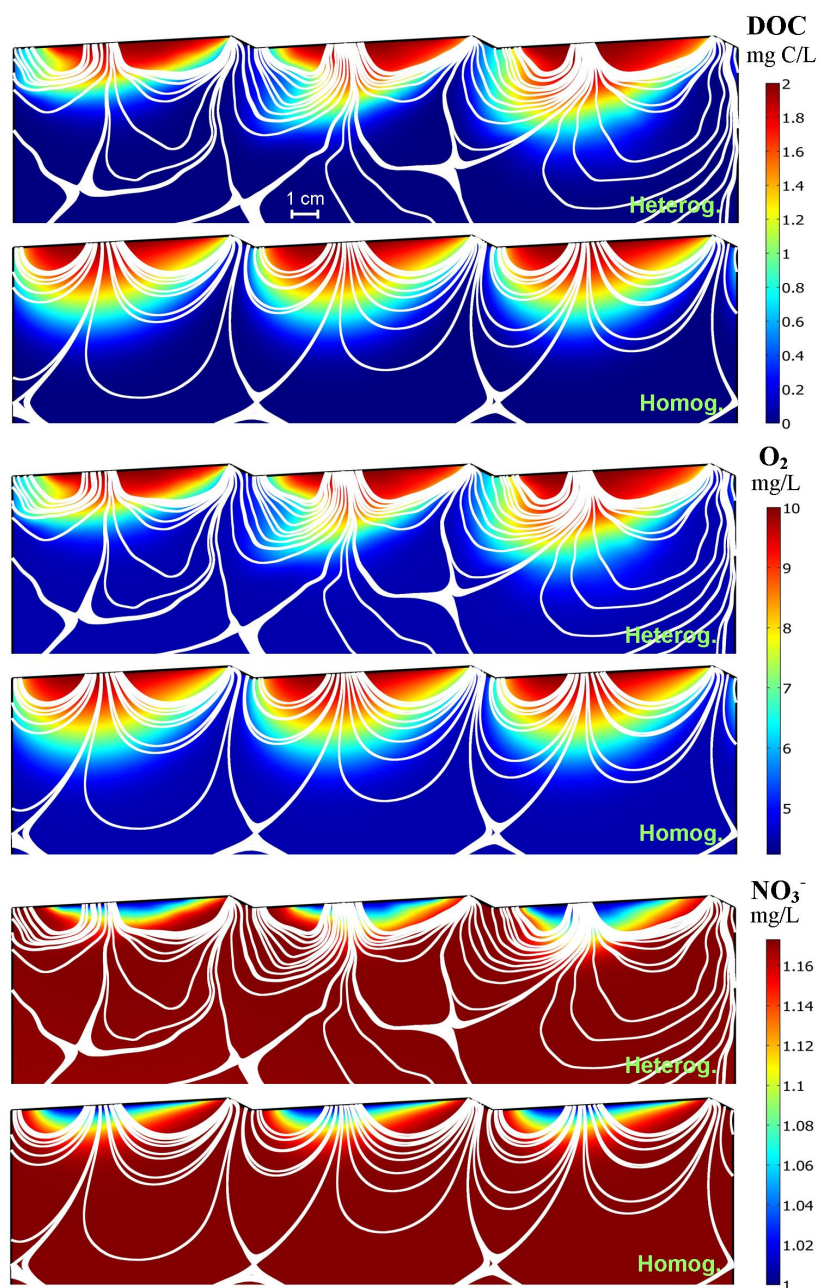 DOC
mg C/L
2
1.8
1.6
1.4
1.2
1
0.8
0.6
0.4
0.2
0
1 cm
Heterog.
Homog.
O₂
mg/L
10
9
8
7
6
5
Heterog.
Homog.
NO₃⁻
mg/L
1.16
1.14
1.12
1.1
1.08
1.06
1.04
1.02
1
Heterog.
Homog.